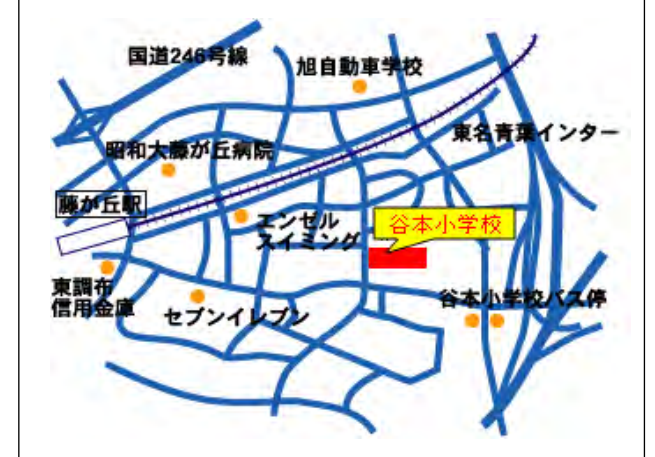 国道246号線
旭自動車学校
東名青葉インター
昭和大藤が丘病院
藤が丘駅
エンゼル
スイミング
谷本小学校
東調布
信用金庫
セブンイレブン
谷本小学校バス停